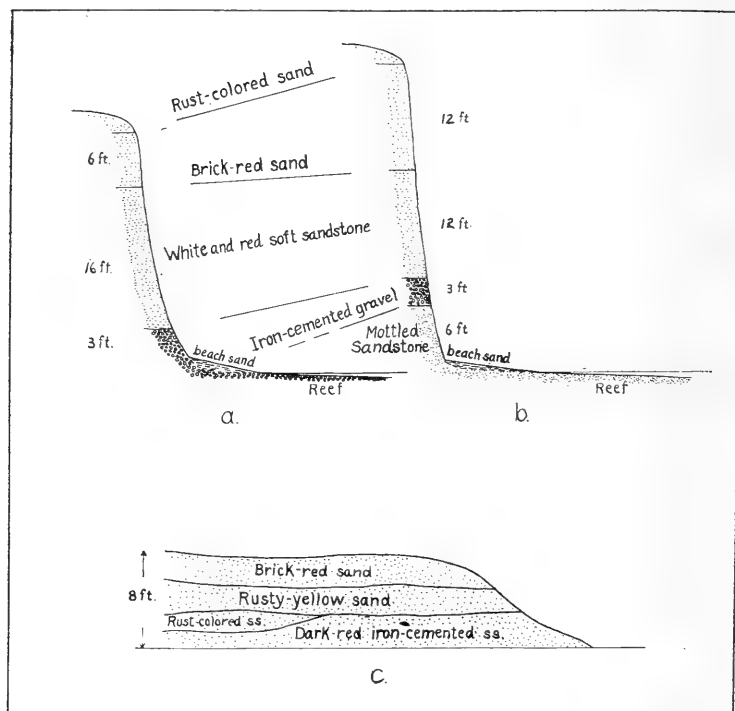 Rust-colored sand
6 ft.
Brick-red sand
12 ft
White and red soft sandstone
12 ft.
16 ft.
3 ft
Iron-cemented gravel
Mottled
Sandstone
6 ft
3 ft.
beach sand
beach sand
Reef
Reef
a.
b.
Brick-red sand
8 ft.
Rusty-yellow sand
Rust-colored ss.
Dark-red iron-cemented ss.
C.